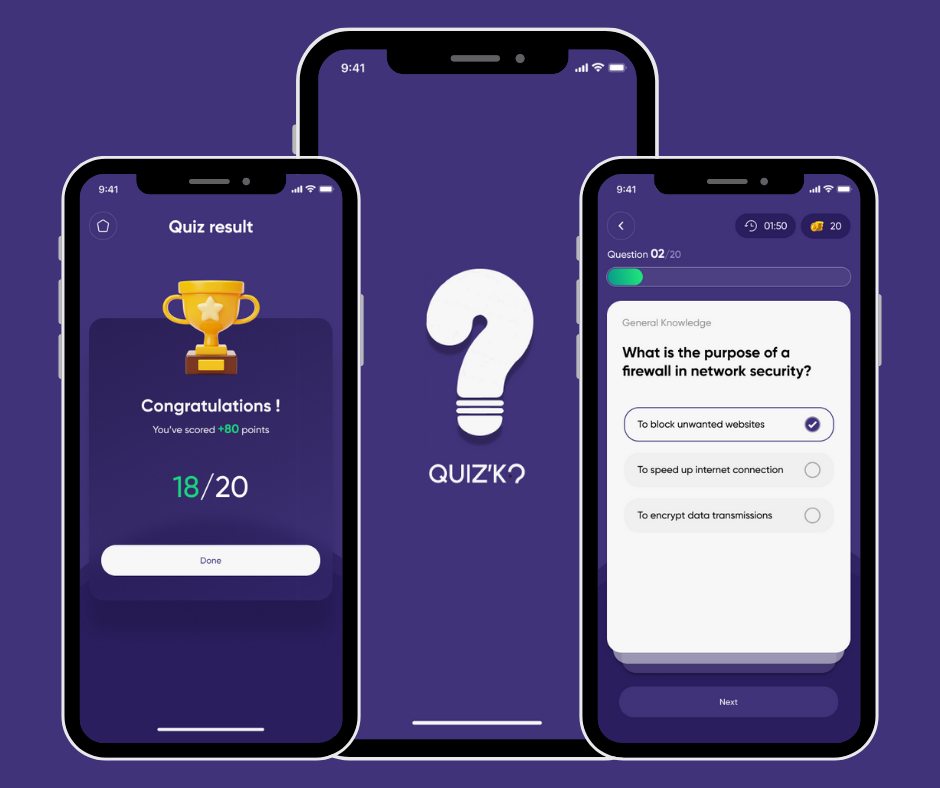 9:41
Quiz result
Congratulations !
You've scored +80 points
18/20
Done
9:41
QUIZ'K?
9:41
01:50
20
Question 02/20
General Knowledge
What is the purpose of a
firewall in network security?
To block unwanted websites
To speed up internet connection
To encrypt data transmissions
Next